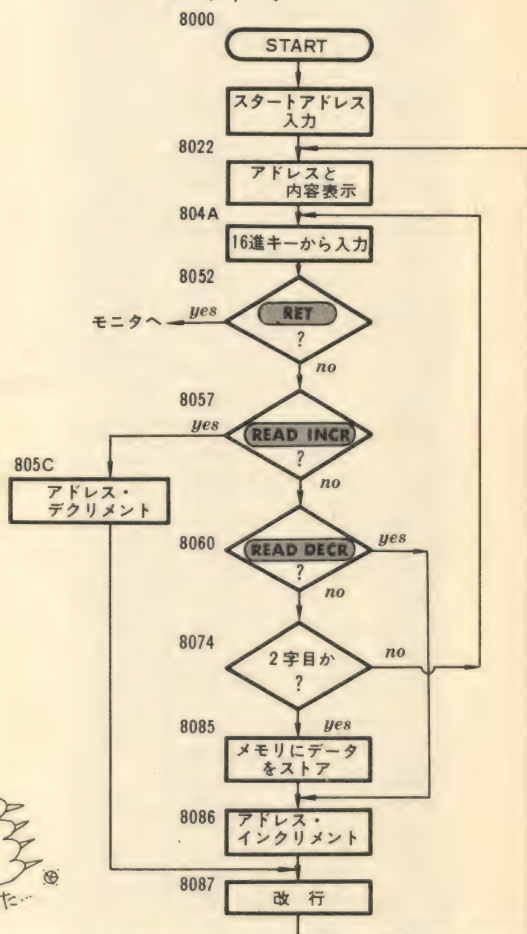 8000
START
スタートアドレス
入力
8022
アドレスと
内容表示
804A
16進キーから入力
8052
RET
?
yes
モニタへ
no
8057
READ INCR
?
yes
no
805C
アドレス・
デクリメント
8060
READ DECR
?
yes
no
8074
2字目か
?
no
yes
8085
メモリにデータ
をストア
8086
アドレス・
インクリメント
8087
改行
た…